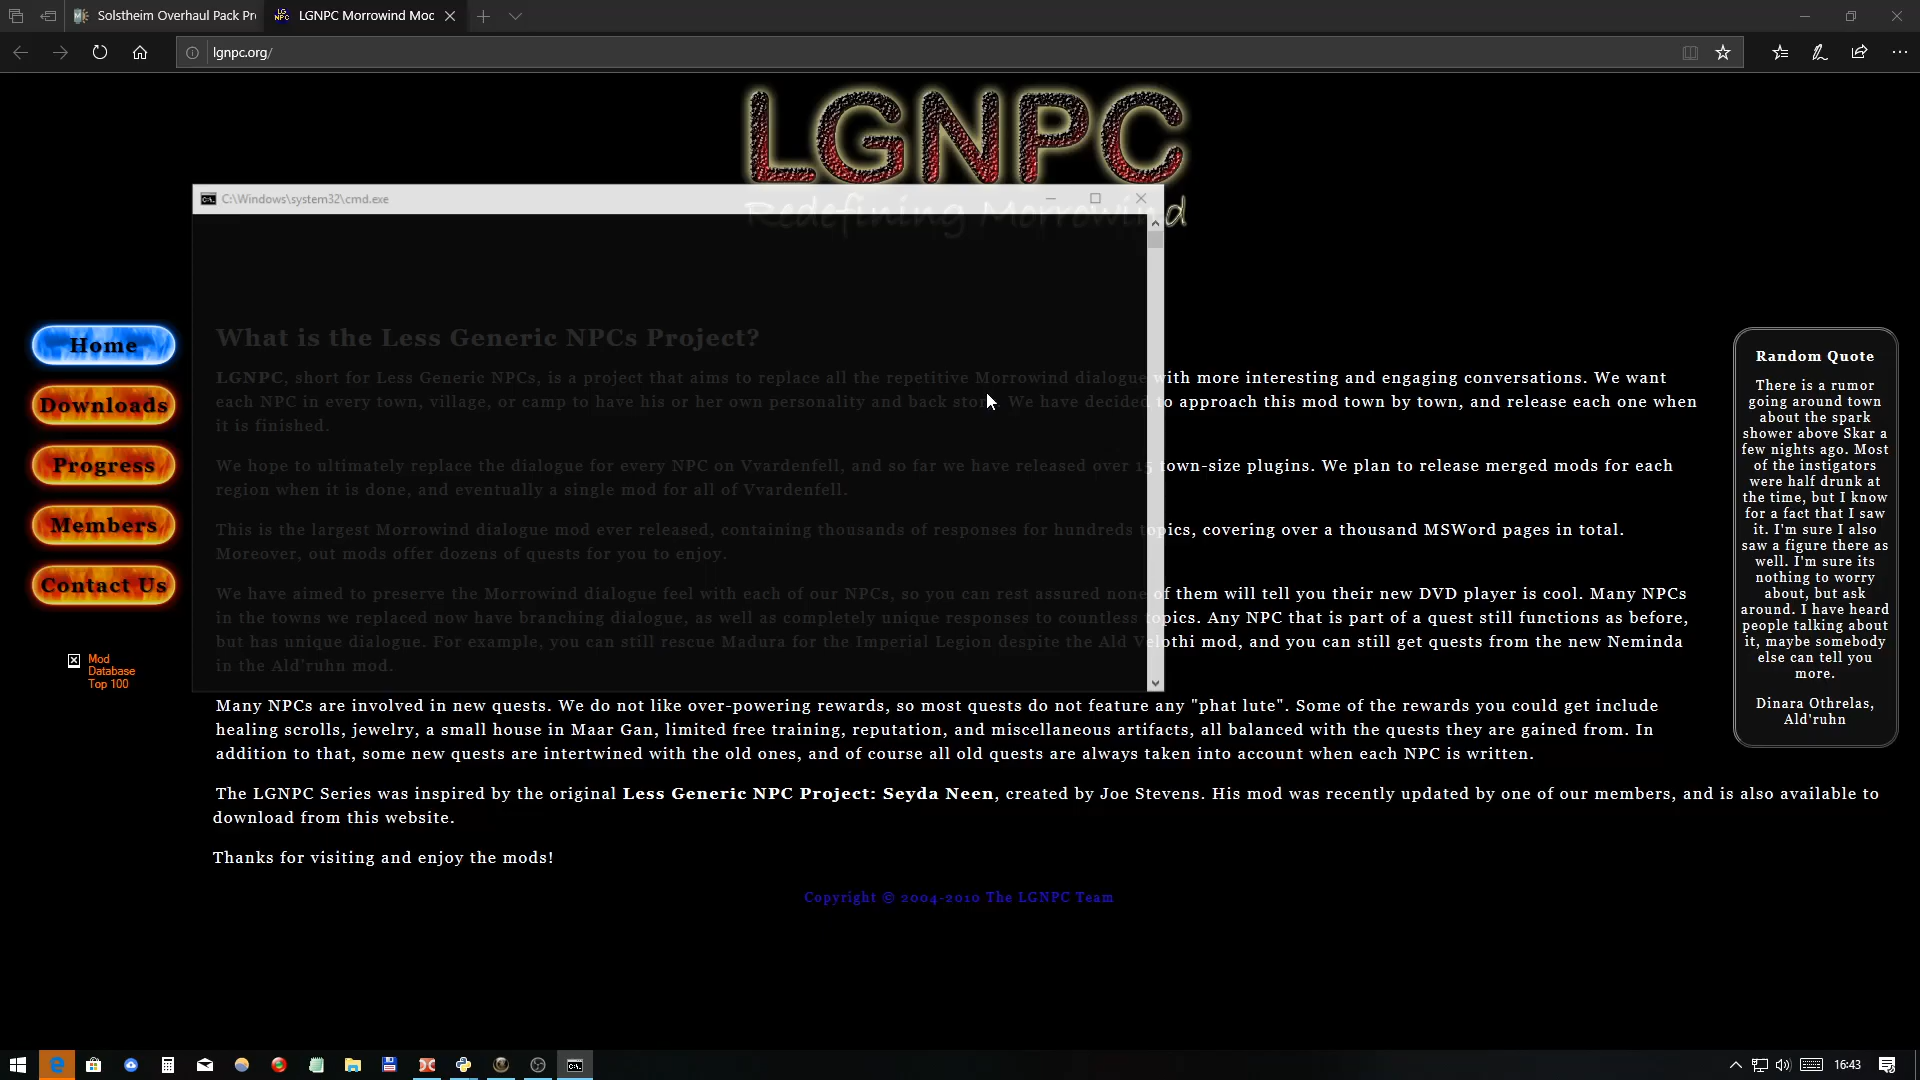 Solstheim Overhaul Pack Pr
LGNPC Morrowind Moc
lgnpc.org/
LGNPC
Redefining Morrowind
C:\Windows\system32\cmd.exe
Home
Downloads
Progress
Members
Contact Us
Mod
Database
Top 100
What is the Less Generic NPCs Project?
LGNPC, short for Less Generic NPCs, is a project that aims to replace all the repetitive Morrowind dialogue with more interesting and engaging conversations. We want
each NPC in every town, village, or camp to have his or her own personality and back story. We have decided to approach this mod town by town, and release each one when
it is finished.
We hope to ultimately replace the dialogue for every NPC on Vvardenfell, and so far we have released over 15 town-size plugins. We plan to release merged mods for each
region when it is done, and eventually a single mod for all of Vvardenfell.
This is the largest Morrowind dialogue mod ever released, containing thousands of responses for hundreds topics, covering over a thousand MSWord pages in total.
Moreover, out mods offer dozens of quests for you to enjoy.
We have aimed to preserve the Morrowind dialogue feel with each of our NPCs, so you can rest assured none of them will tell you their new DVD player is cool. Many NPCs
in the towns we replaced now have branching dialogue, as well as completely unique responses to countless topics. Any NPC that is part of a quest still functions as before,
but has unique dialogue. For example, you can still rescue Madura for the Imperial Legion despite the Ald Velothi mod, and you can still get quests from the new Neminda
in the Ald'ruhn mod.
Many NPCs are involved in new quests. We do not like over-powering rewards, so most quests do not feature any "phat lute". Some of the rewards you could get include
healing scrolls, jewelry, a small house in Maar Gan, limited free training, reputation, and miscellaneous artifacts, all balanced with the quests they are gained from. In
addition to that, some new quests are intertwined with the old ones, and of course all old quests are always taken into account when each NPC is written.
The LGNPC Series was inspired by the original Less Generic NPC Project: Seyda Neen, created by Joe Stevens. His mod was recently updated by one of our members, and is also available to
download from this website.
Thanks for visiting and enjoy the mods!
Copyright © 2004-2010 The LGNPC Team
Random Quote
There is a rumor
going around town
about the spark
shower above Skar a
few nights ago. Most
of the instigators
were half drunk at
the time, but I know
for a fact that I saw
it. I'm sure I also
saw a figure there as
well. I'm sure its
nothing to worry
about, but ask
around. I have heard
people talking about
it, maybe somebody
else can tell you
more.
Dinara Othrelas,
Ald'ruhn
16:43